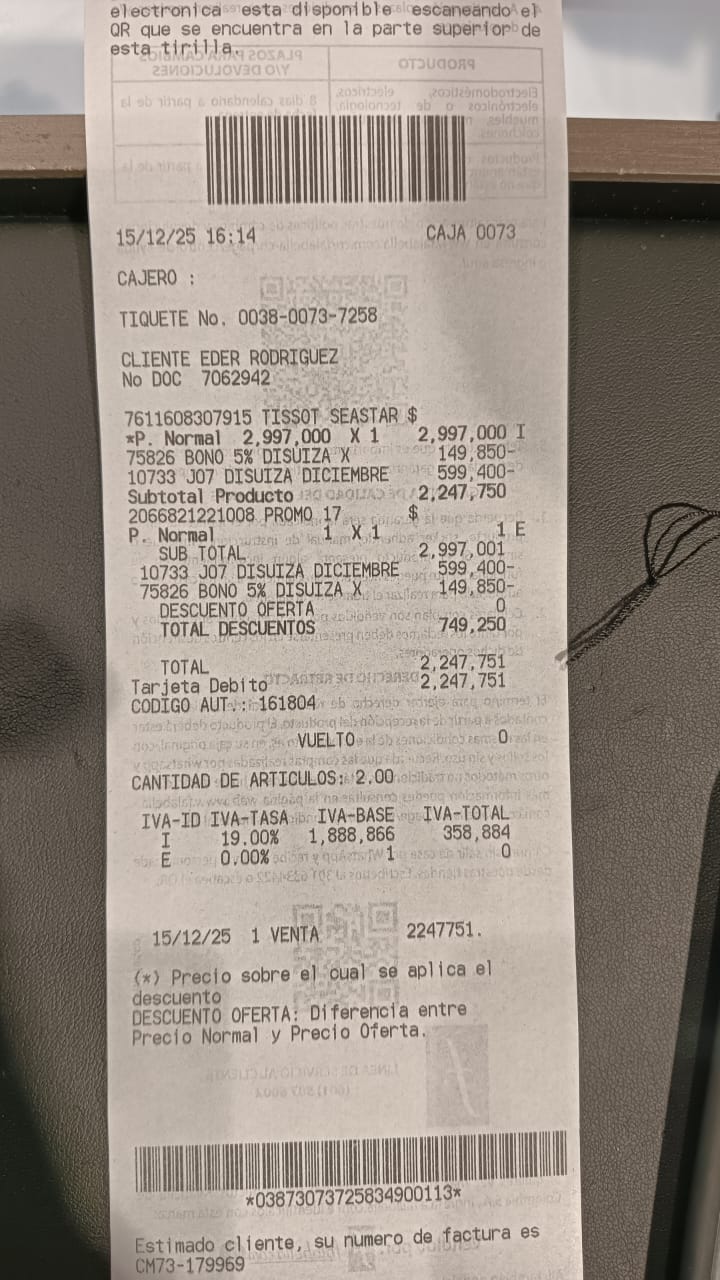 electronica esta disponible escaneando el
QR que se encuentra en la parte superior de
esta tirilla.
15/12/25 16:14 CAJA 0073
CAJERO :
TIQUETE No. 0038-0073-7258
CLIENTE EDER RODRIGUEZ
No DOC 7062942
7611608307915 TISSOT SEASTAR $
*P. Normal 2,997,000 X 1 2,997,000 I
75826 BONO 5% DISUIZA X 149,850-
10733 J07 DISUIZA DICIEMBRE 599,400-
Subtotal Producto 2,247,750
2066821221008 PROMO 17 $
P. Normal 1 X 1 1 E
SUB TOTAL 2,997,001
10733 J07 DISUIZA DICIEMBRE 599,400-
75826 BONO 5% DISUIZA X 149,850-
DESCUENTO OFERTA 0
TOTAL DESCUENTOS 749,250
TOTAL 2,247,751
Tarjeta Debito 2,247,751
CODIGO AUT.: 161804
VUELTO 0
CANTIDAD DE ARTICULOS: 2.00
IVA-ID IVA-TASA IVA-BASE IVA-TOTAL
I 19.00% 1,888,866 358,884
E 0.00% 1 0
15/12/25 1 VENTA 2247751.
(*) Precio sobre el cual se aplica el
descuento
DESCUENTO OFERTA: Diferencia entre
Precio Normal y Precio Oferta.
*03873073725834900113*
Estimado cliente, su numero de factura es
CM73-179969